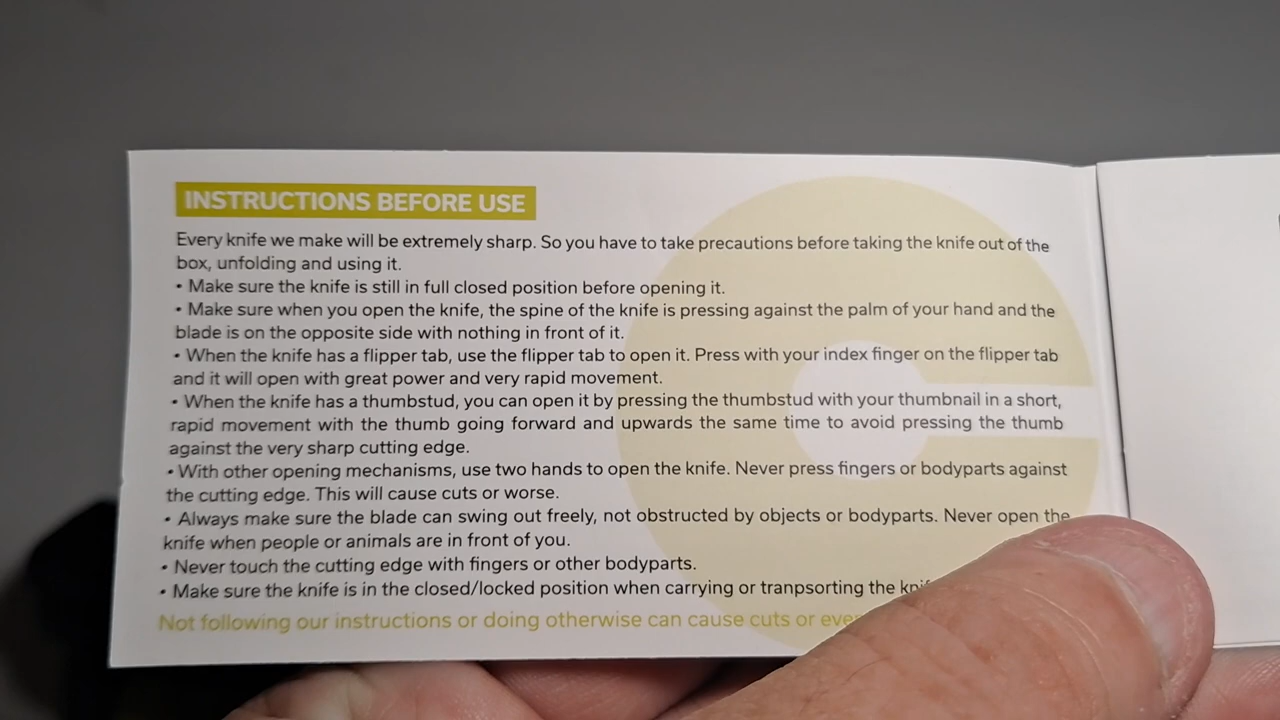 INSTRUCTIONS BEFORE USE
Every knife we make will be extremely sharp. So you have to take precautions before taking the knife out of the
box, unfolding and using it.
• Make sure the knife is still in full closed position before opening it.
• Make sure when you open the knife, the spine of the knife is pressing against the palm of your hand and the
blade is on the opposite side with nothing in front of it.
• When the knife has a flipper tab, use the flipper tab to open it. Press with your index finger on the flipper tab
and it will open with great power and very rapid movement.
• When the knife has a thumbstud, you can open it by pressing the thumbstud with your thumbnail in a short,
rapid movement with the thumb going forward and upwards the same time to avoid pressing the thumb
against the very sharp cutting edge.
• With other opening mechanisms, use two hands to open the knife. Never press fingers or bodyparts against
the cutting edge. This will cause cuts or worse.
• Always make sure the blade can swing out freely, not obstructed by objects or bodyparts. Never open the
knife when people or animals are in front of you.
• Never touch the cutting edge with fingers or other bodyparts.
• Make sure the knife is in the closed/locked position when carrying or tranpsorting the
Not following our instructions or doing otherwise can cause cuts or